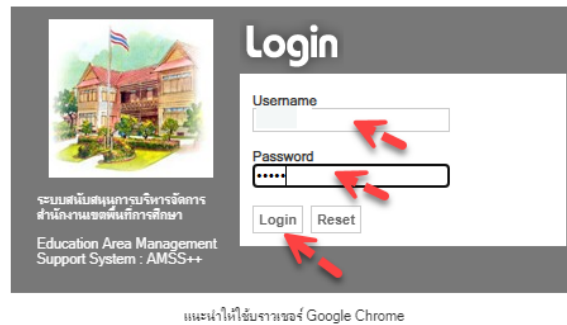 Login
Username
Password
•••••
Login Reset
ระบบสนับสนุนการบริหารจัดการ
สำนักงานเขตพื้นที่การศึกษา
Education Area Management
Support System : AMSS++
แนะนำให้ใช้บราวเซอร์ Google Chrome